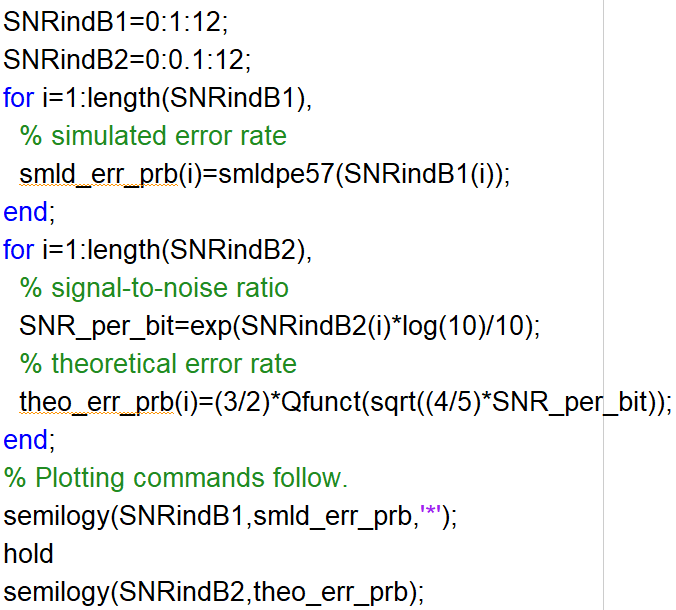 SNRindB1=0:1:12;
SNRindB2=0:0.1:12;
for i=1:length(SNRindB1),
% simulated error rate
smld_err_prb(i)=smldpe57(SNRindB1(i));
end;
for i=1:length(SNRindB2),
% signal-to-noise ratio
SNR_per_bit=exp(SNRindB2(i)*log(10)/10);
% theoretical error rate
theo_err_prb(i)=(3/2)*Qfunct(sqrt((4/5)*SNR_per_bit));
end;
% Plotting commands follow.
semilogy(SNRindB1,smld_err_prb,'*');
hold
semilogy(SNRindB2,theo_err_prb);